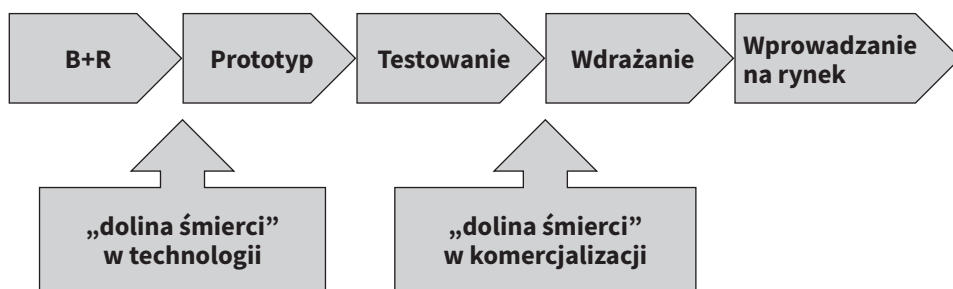 B+R
Prototyp
Testowanie
Wdrażanie
Wprowadzanie
na rynek
„dolina śmierci”
w technologii
„dolina śmierci”
w komercjalizacji